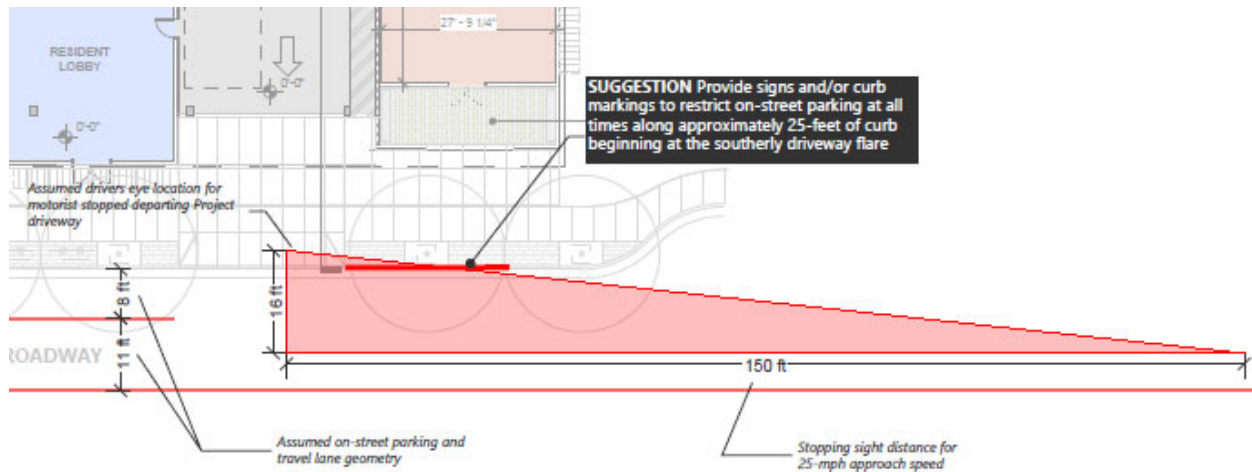 27' - 9 1/4"
RESIDENT
LOBBY
0'-0"
0'-0"
SUGGESTION Provide signs and/or curb
markings to restrict on-street parking at all
times along approximately 25-feet of curb
beginning at the southerly driveway flare
Assumed drivers eye location for
motorist stopped departing Project
driveway
8 ft
16 ft
ROADWAY
11 ft
150 ft
Assumed on-street parking and
travel lane geometry
Stopping sight distance for
25-mph approach speed